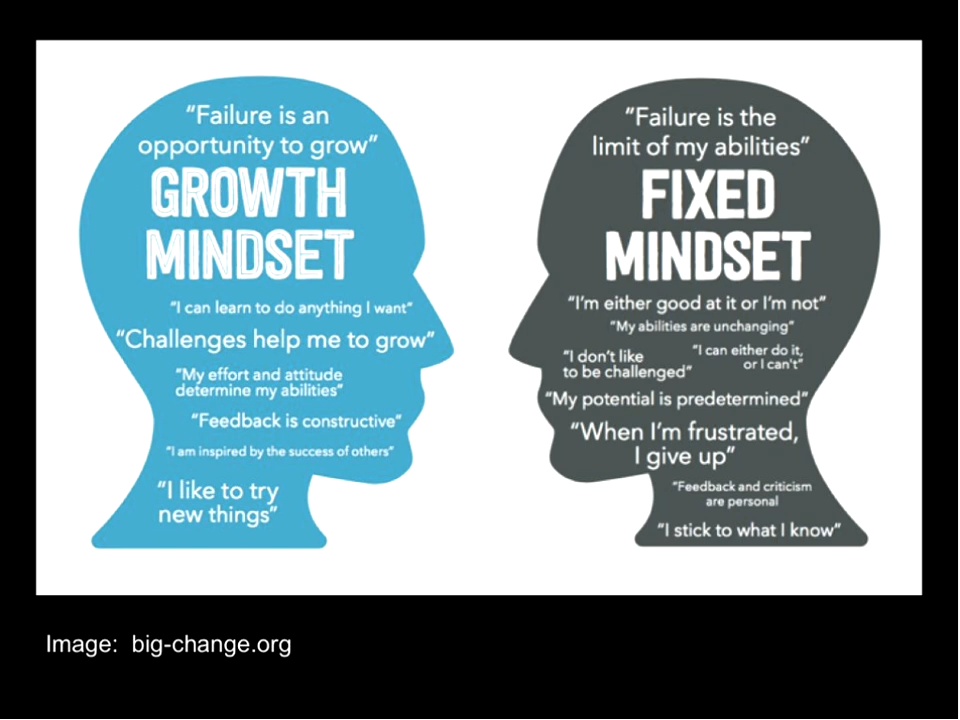 “Failure is an
opportunity to grow”
GROWTH
MINDSET
“I can learn to do anything I want”
“Challenges help me to grow”
“My effort and attitude
determine my abilities”
“Feedback is constructive”
“I am inspired by the success of others”
“I like to try
new things”
“Failure is the
limit of my abilities”
FIXED
MINDSET
“I’m either good at it or I’m not”
“My abilities are unchanging”
“I don’t like
to be challenged”
“I can either do it,
or I can't”
“My potential is predetermined”
“When I’m frustrated,
I give up”
“Feedback and criticism
are personal
“I stick to what I know”
Image: big-change.org